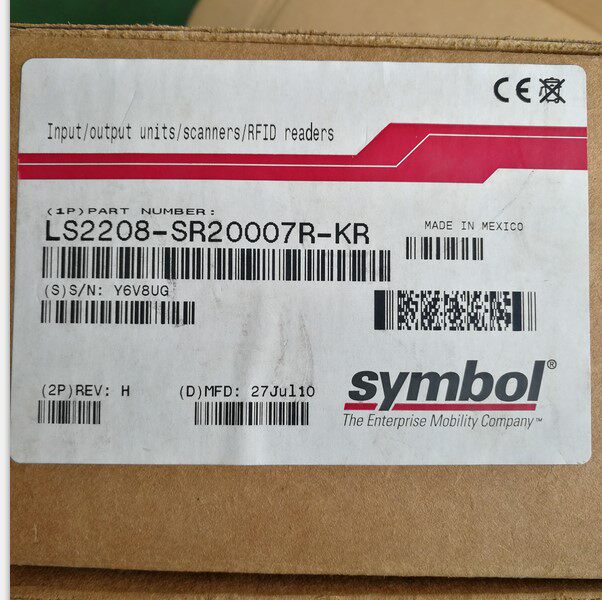 CE
Input/output units/scanners/RFID readers
(1P)PART NUMBER:
LS2208-SR20007R-KR
MADE IN MEXICO
(S)S/N: Y6V8UG
(2P)REV: H
(D)MFD: 27Jul10
symbol®
The Enterprise Mobility Company™